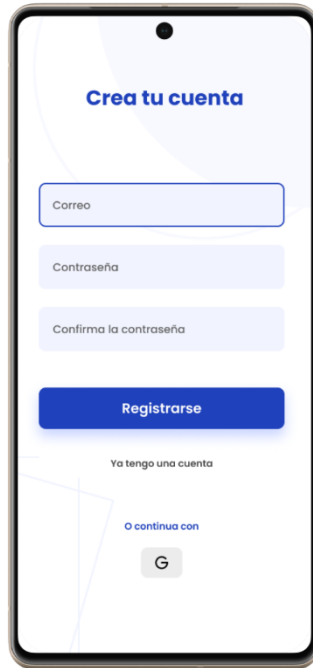 Crea tu cuenta
Correo
Contraseña
Confirma la contraseña
Registrarse
Ya tengo una cuenta
O continua con
G